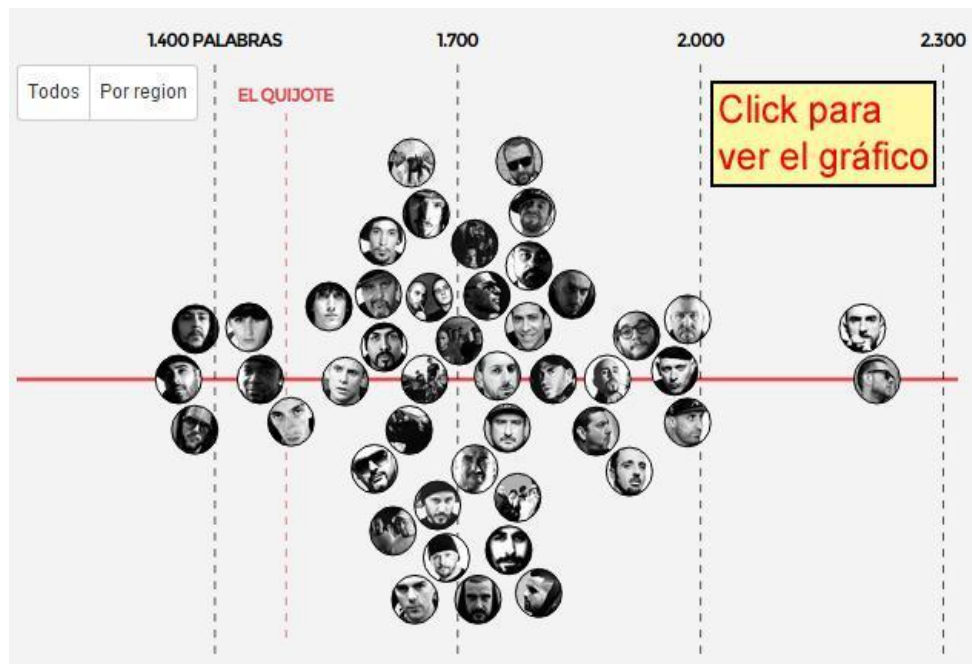 1.400 PALABRAS 1.700 2.000 2.300
Todos Por region
EL QUIJOTE
Click para
ver el gráfico